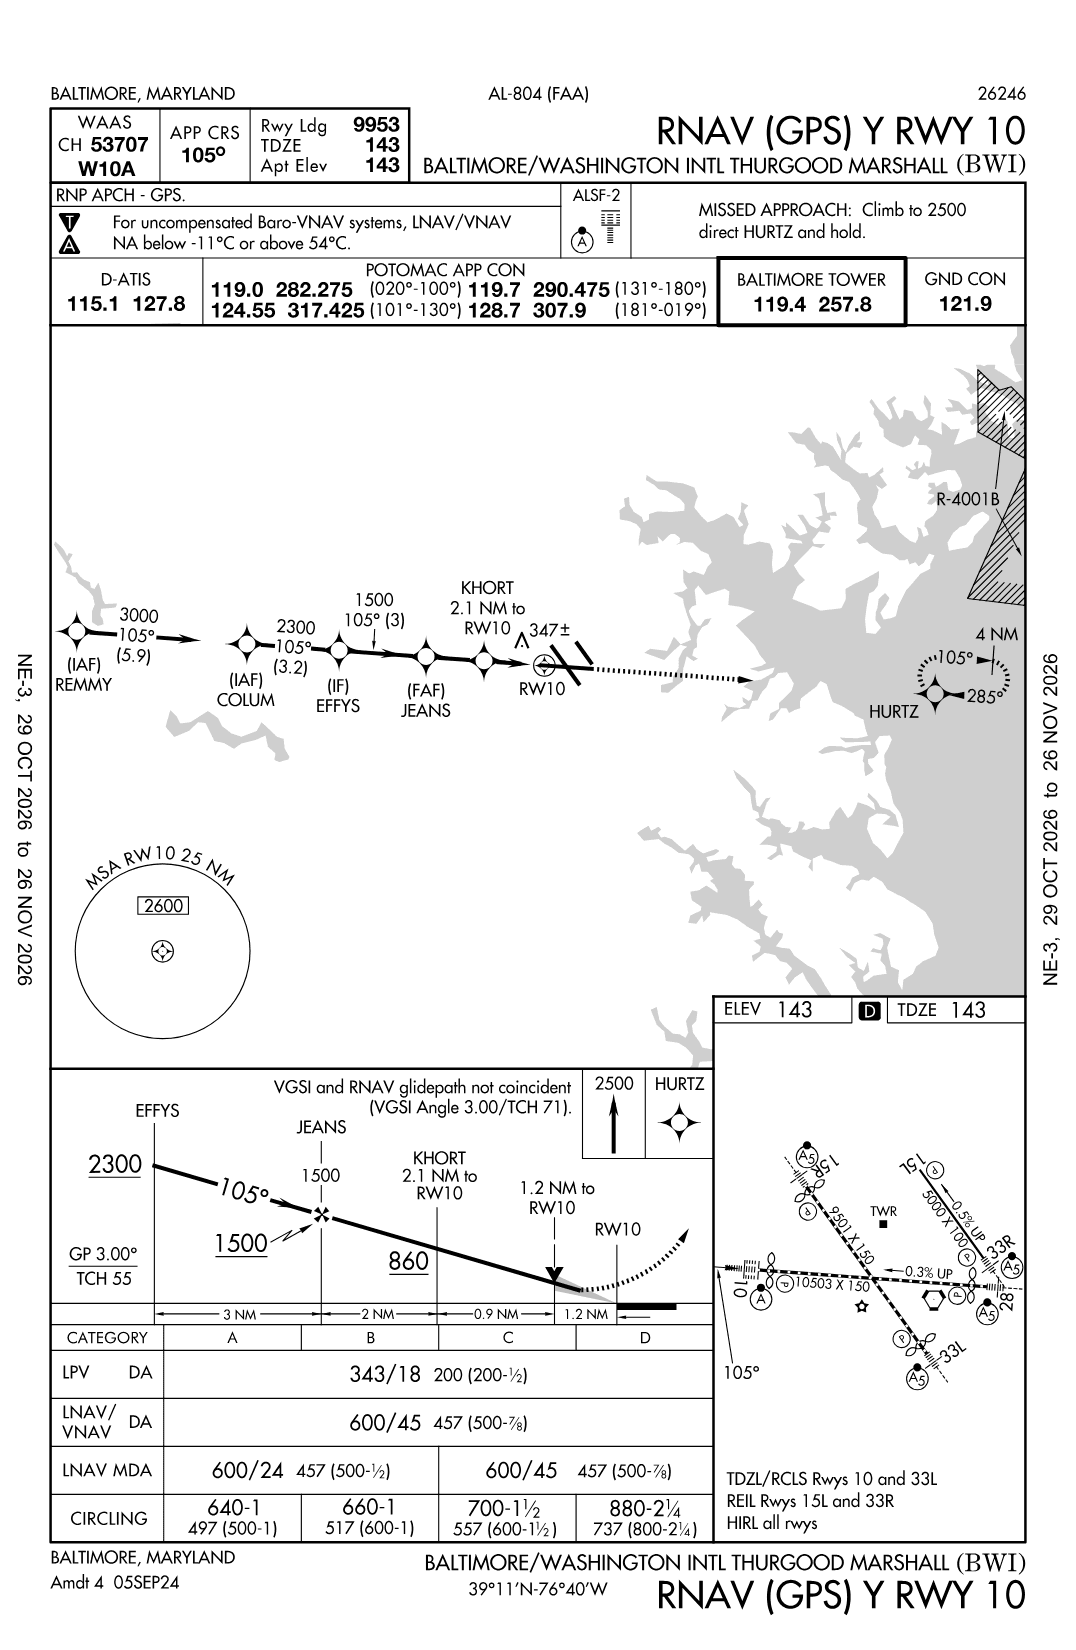 BALTIMORE, MARYLAND
AL-804 (FAA)
26246
WAAS
CH 53707
W10A
APP CRS
105°
Rwy Ldg 9953
TDZE 143
Apt Elev 143
RNAV (GPS) Y RWY 10
BALTIMORE/WASHINGTON INTL THURGOOD MARSHALL (BWI)
RNP APCH - GPS.
T
A
For uncompensated Baro-VNAV systems, LNAV/VNAV
NA below -11°C or above 54°C.
ALSF-2
A
MISSED APPROACH: Climb to 2500
direct HURTZ and hold.
D-ATIS
115.1 127.8
POTOMAC APP CON
119.0 282.275 (020°-100°) 119.7 290.475 (131°-180°)
124.55 317.425 (101°-130°) 128.7 307.9 (181°-019°)
BALTIMORE TOWER
119.4 257.8
GND CON
121.9
R-4001B
KHORT
2.1 NM to
RW10
347±
1500
105° (3)
3000
105°
(5.9)
2300
105°
(3.2)
(IAF)
REMMY
(IAF)
COLUM
(IF)
EFFYS
(FAF)
JEANS
RW10
4 NM
105°
285°
HURTZ
NE-3, 29 OCT 2026 to 26 NOV 2026
NE-3, 29 OCT 2026 to 26 NOV 2026
MSA RW10 25 NM
2600
ELEV 143
D
TDZE 143
VGSI and RNAV glidepath not coincident
(VGSI Angle 3.00/TCH 71).
2500
HURTZ
EFFYS
JEANS
KHORT
2.1 NM to
RW10
1.2 NM to
RW10
RW10
2300
105°
1500
1500
860
GP 3.00°
TCH 55
3 NM
2 NM
0.9 NM
1.2 NM
A5
15R
P
9501 X 150
TWR
15L
P
5000 X 100
0.5% UP
P
33R
A5
0.3% UP
10
A
P
10503 X 150
P
A5
28
P
33L
A5
105°
TDZL/RCLS Rwys 10 and 33L
REIL Rwys 15L and 33R
HIRL all rwys
CATEGORY A B C D
LPV DA 343/18 200 (200-½)
LNAV/
VNAV DA 600/45 457 (500-⅞)
LNAV MDA 600/24 457 (500-½) 600/45 457 (500-⅞)
CIRCLING
640-1
497 (500-1)
660-1
517 (600-1)
700-1½
557 (600-1½)
880-2¼
737 (800-2¼)
BALTIMORE, MARYLAND
Amdt 4 05SEP24
39°11'N-76°40'W
BALTIMORE/WASHINGTON INTL THURGOOD MARSHALL (BWI)
RNAV (GPS) Y RWY 10